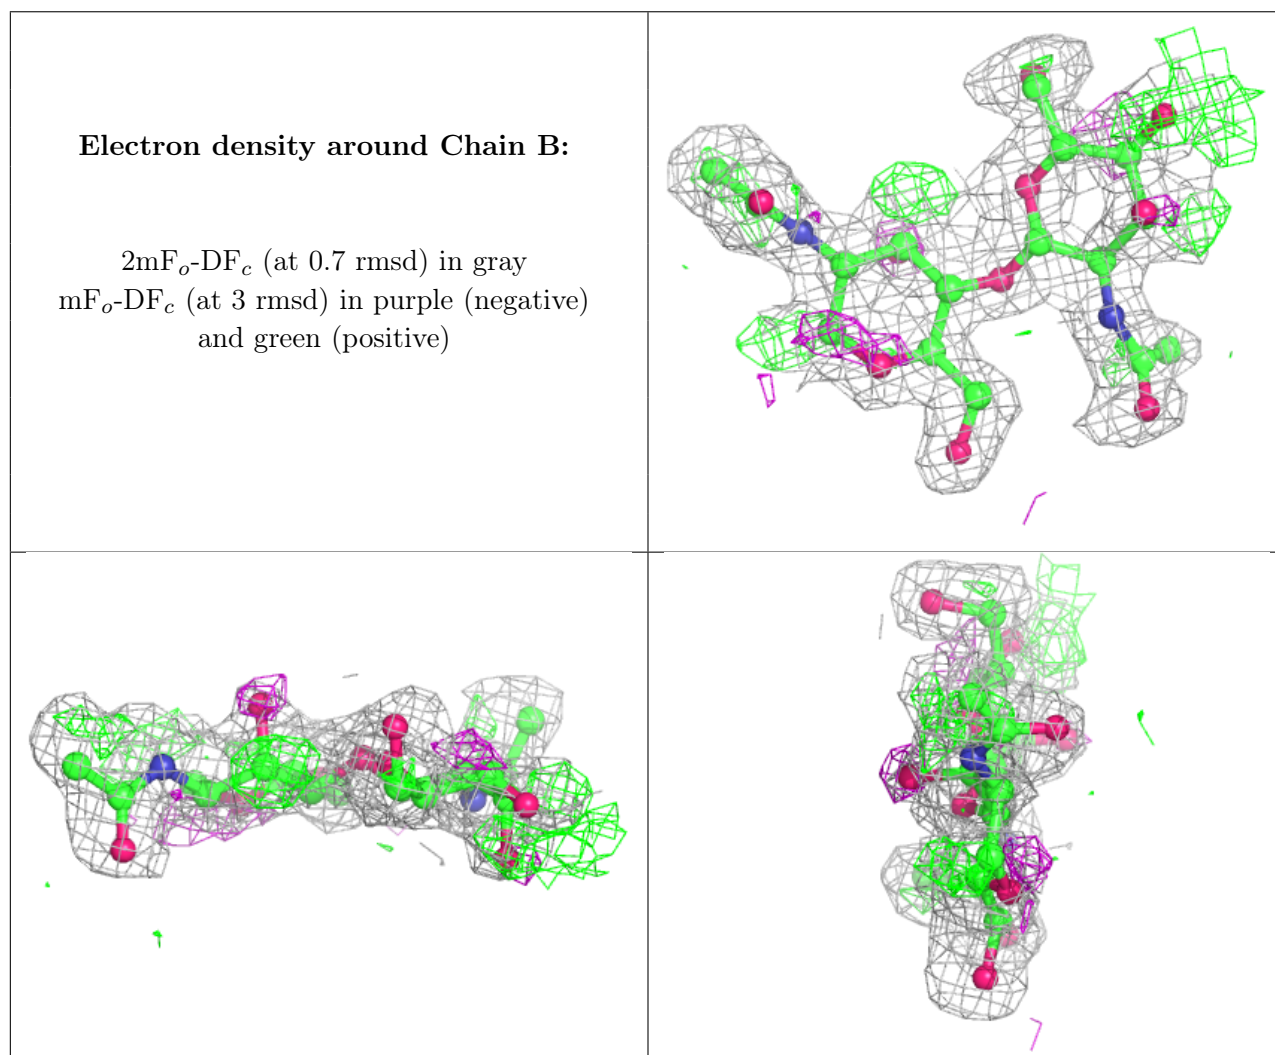 Electron density around Chain B:
2mFₒ-DF𝒸 (at 0.7 rmsd) in gray
mFₒ-DF𝒸 (at 3 rmsd) in purple (negative)
and green (positive)